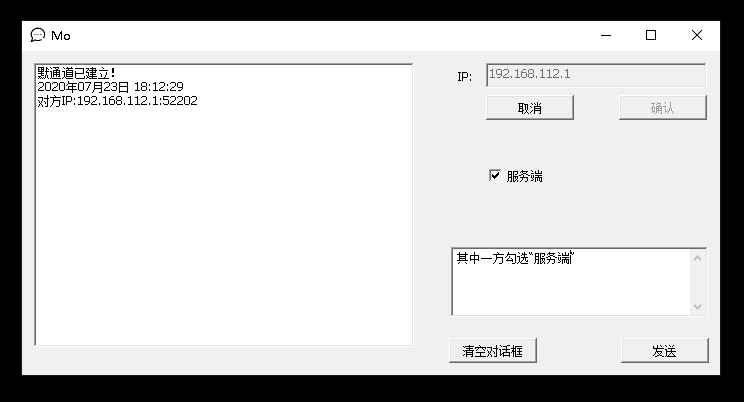 Mo
默通道已建立!
2020年07月23日 18:12:29
对方IP:192.168.112.1:52202
IP:
192.168.112.1
取消
确认
服务端
其中一方勾选“服务端”
清空对话框
发送